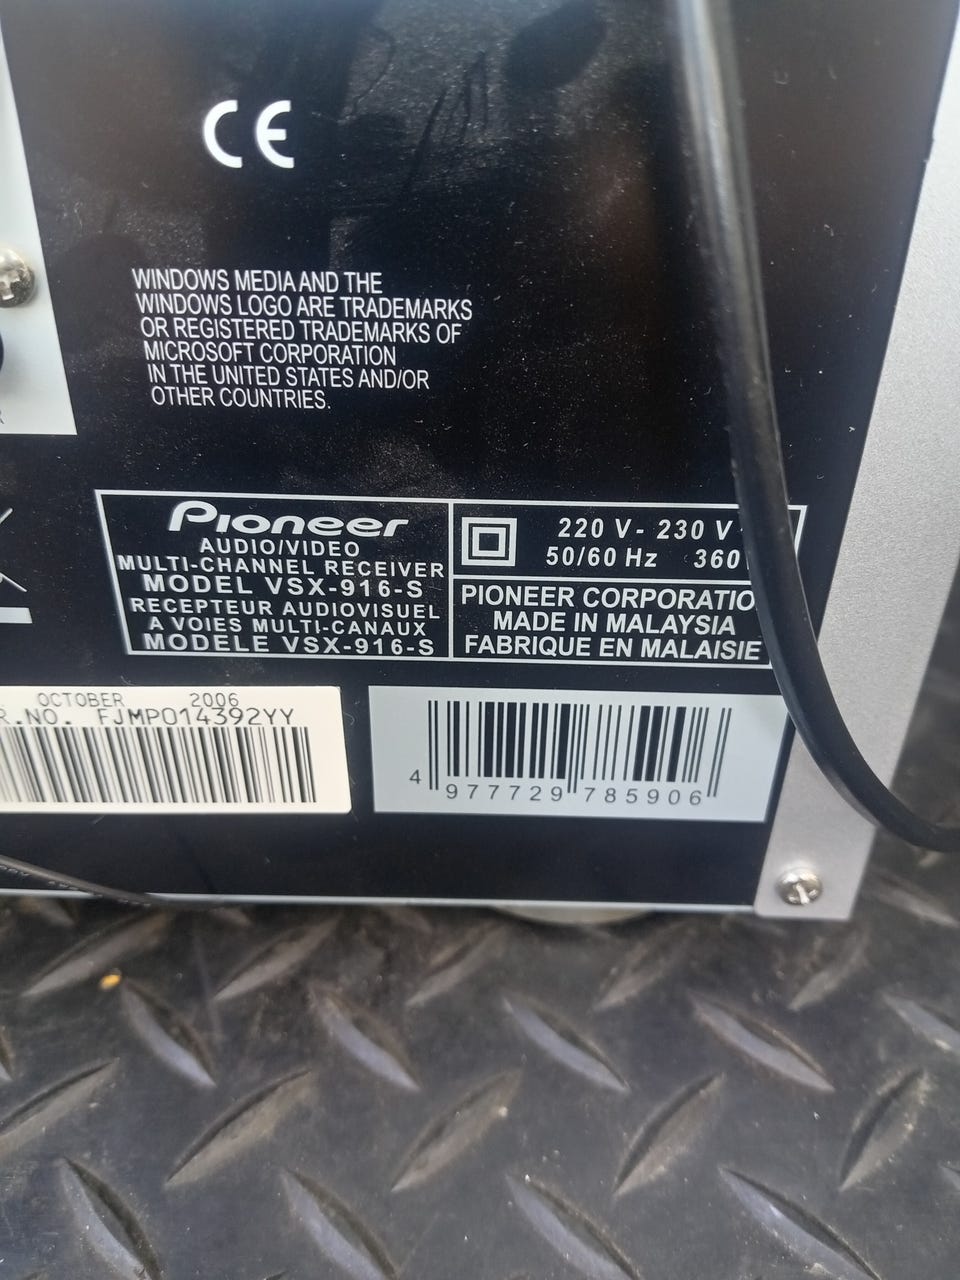 CE
WINDOWS MEDIA AND THE
WINDOWS LOGO ARE TRADEMARKS
OR REGISTERED TRADEMARKS OF
MICROSOFT CORPORATION
IN THE UNITED STATES AND/OR
OTHER COUNTRIES.
Pioneer
AUDIO/VIDEO
MULTI-CHANNEL RECEIVER
MODEL VSX-916-S
RECEPTEUR AUDIOVISUEL
A VOIES MULTI-CANAUX
MODELE VSX-916-S
220 V - 230 V
50/60 Hz 360
PIONEER CORPORATIO
MADE IN MALAYSIA
FABRIQUE EN MALAISIE
OCTOBER 2006
R.NO. FJMP014392YY
4 977729 785906